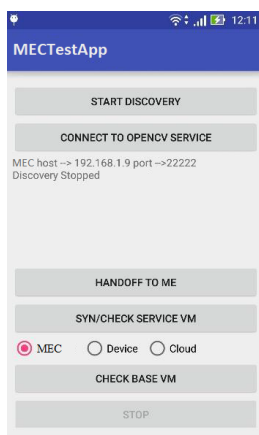 12:11
MECTestApp
START DISCOVERY
CONNECT TO OPENCV SERVICE
MEC host --> 192.168.1.9 port -->22222
Discovery Stopped
HANDOFF TO ME
SYN/CHECK SERVICE VM
MEC Device Cloud
CHECK BASE VM
STOP